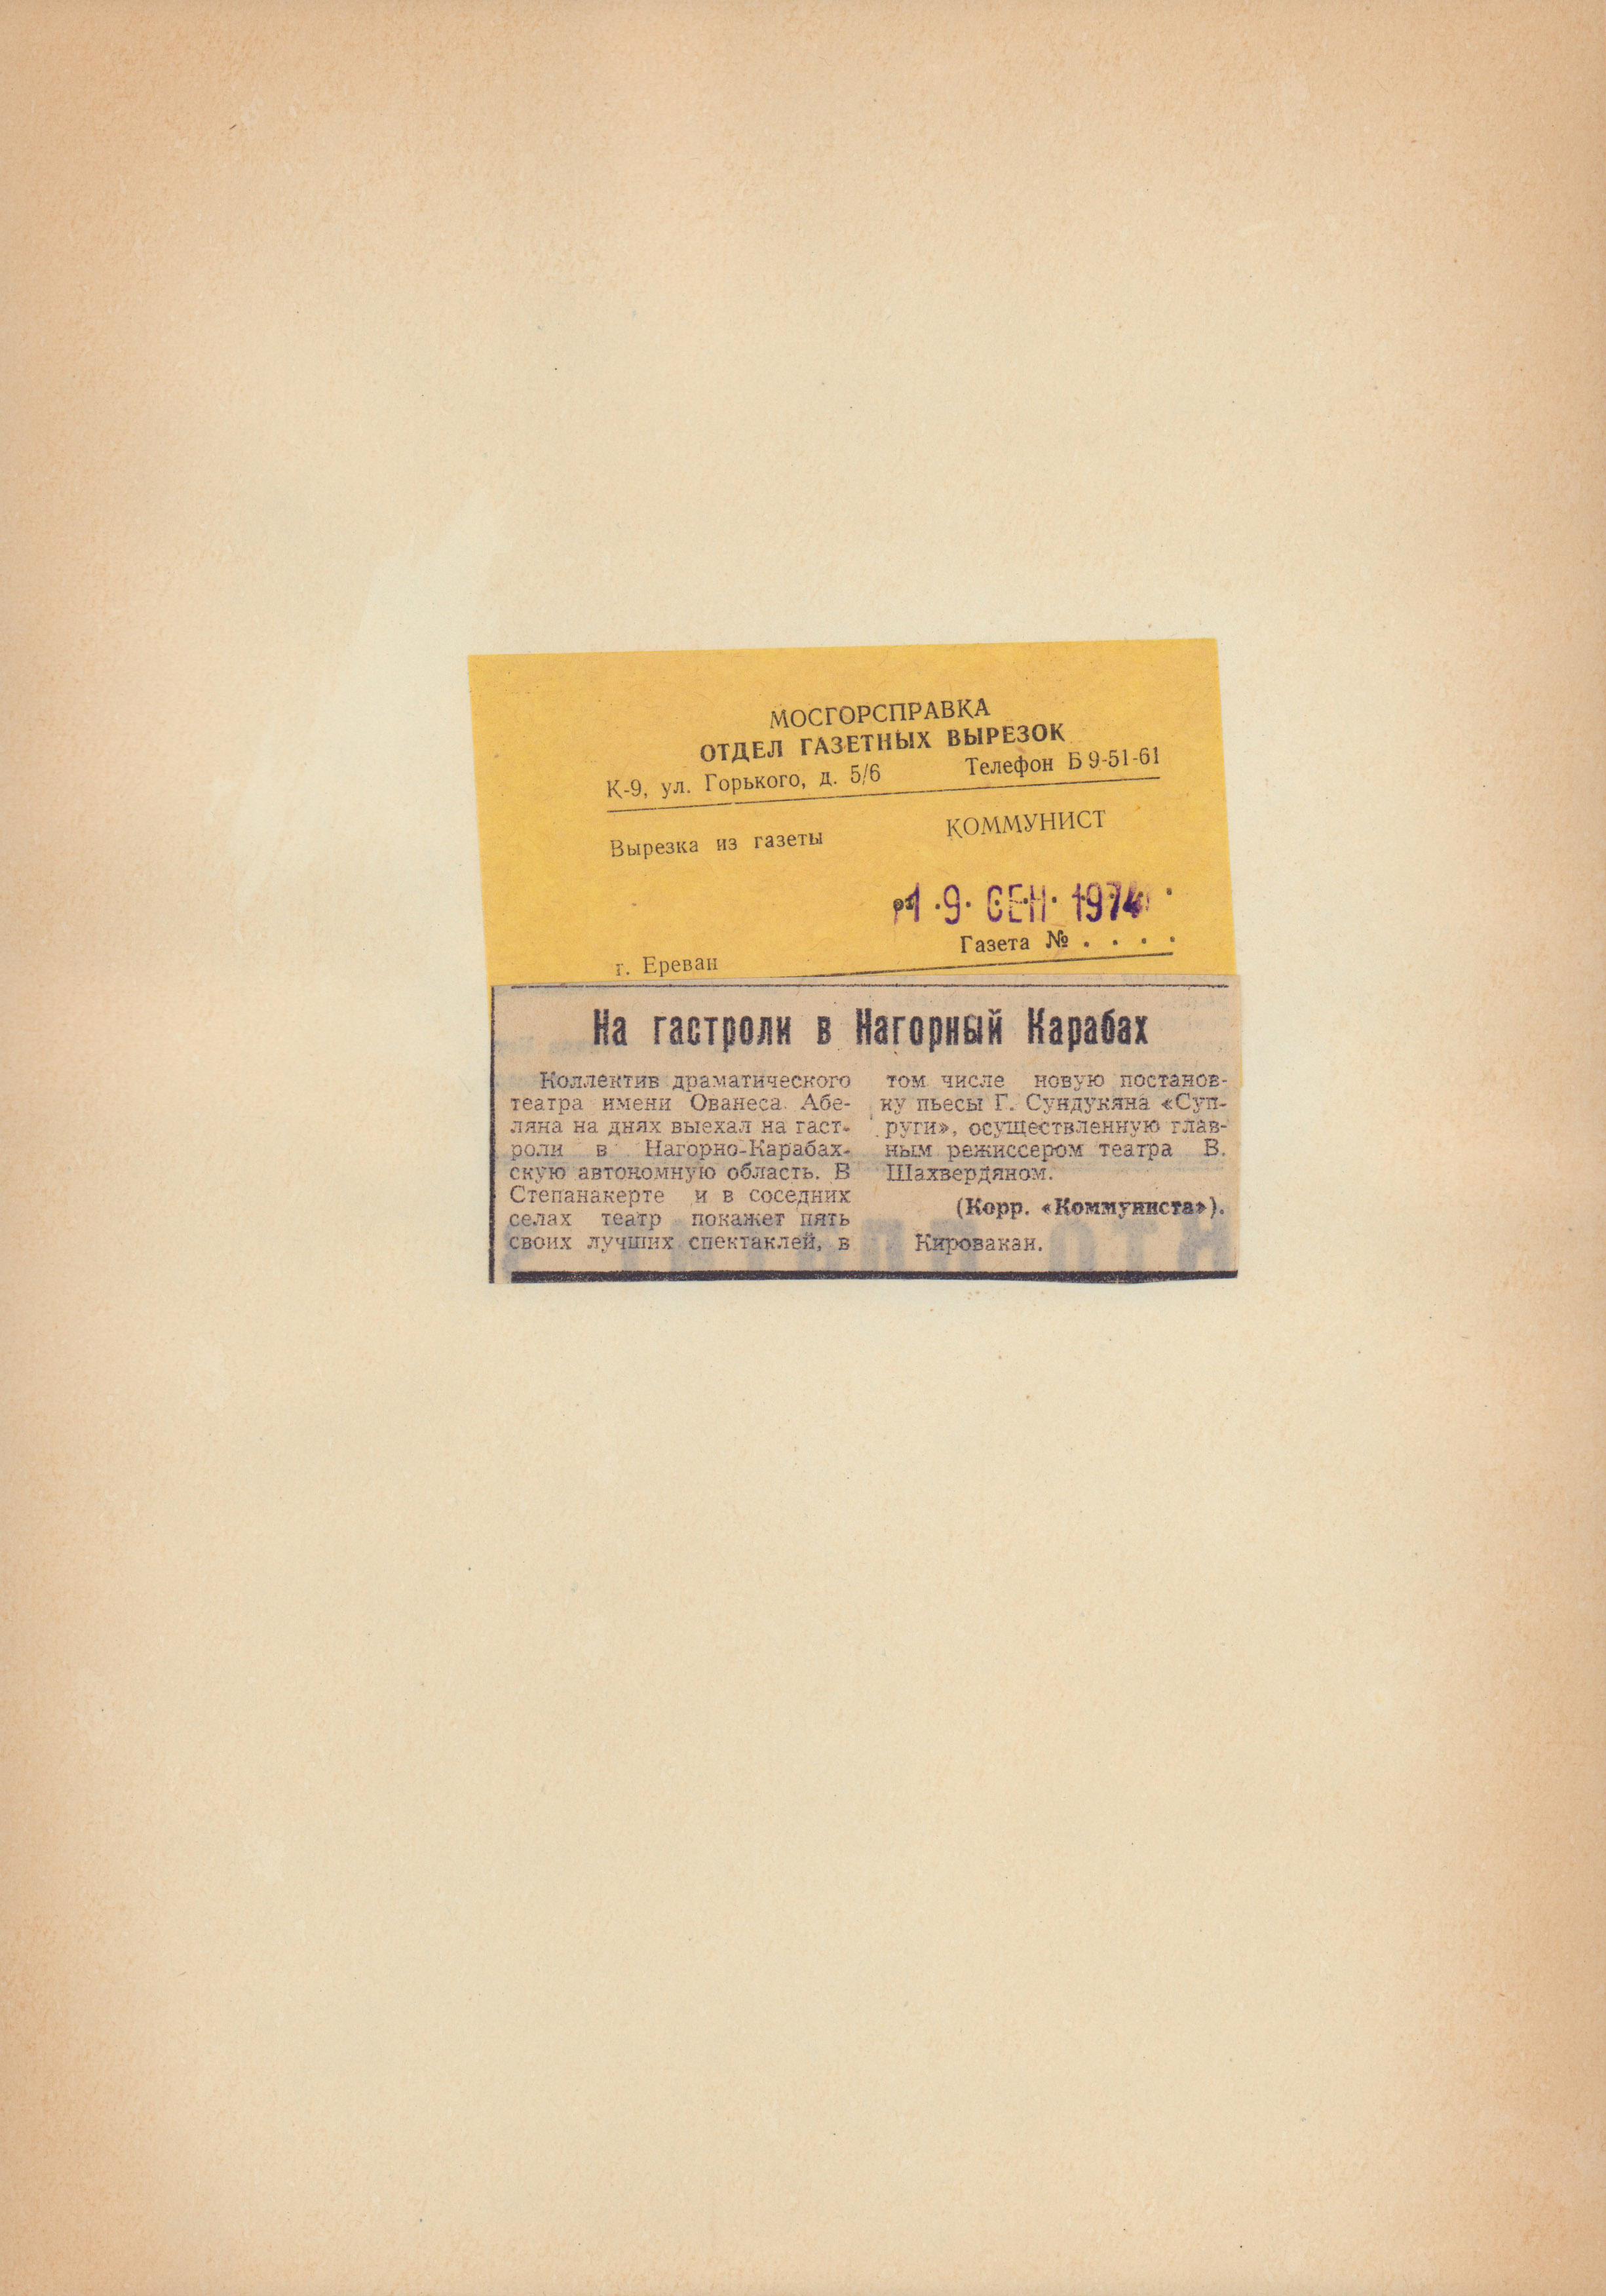 МОСГОРСПРАВКА
ОТДЕЛ ГАЗЕТНЫХ ВЫРЕЗОК
К-9, ул. Горького, д. 5/6 Телефон Б 9-51-61
Вырезка из газеты
КОММУНИСТ
от 19. СЕН. 1974
Газета № . . . .
г. Ереван
На гастроли в Нагорный Карабах
Коллектив драматического
театра имени Ованеса Абе-
ляна на днях выехал на гаст-
роли в Нагорно-Карабах-
скую автономную область. В
Степанакерте и в соседних
селах театр покажет пять
своих лучших спектаклей, в
том числе новую постанов-
ку пьесы Г. Сундукяна «Суп-
руги», осуществленную глав-
ным режиссером театра В.
Шахвердяном.
(Корр. «Коммуниста»).
Кировакан.